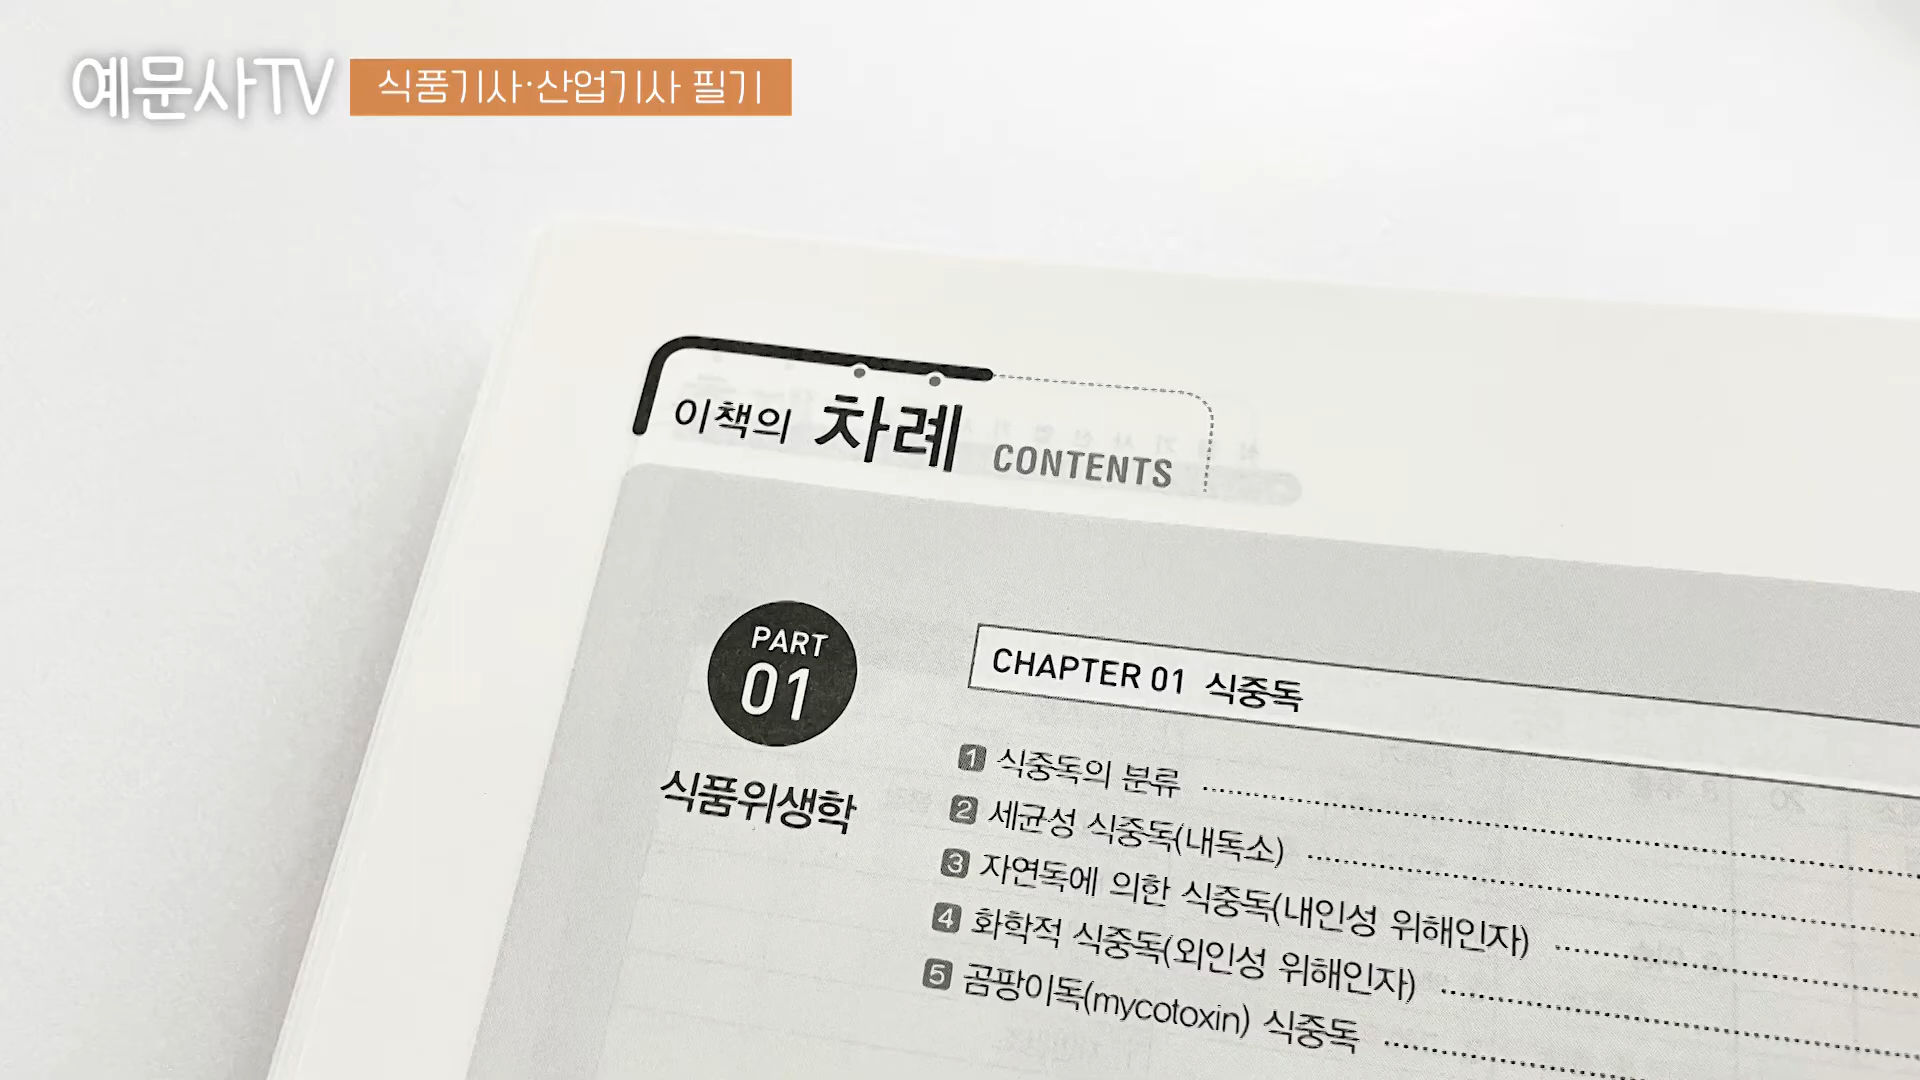 예문사TV 식품기사·산업기사 필기
이책의 차례 CONTENTS
PART
01
식품위생학
CHAPTER 01 식중독
1 식중독의 분류
2 세균성 식중독(내독소)
3 자연독에 의한 식중독(내인성 위해인자)
4 화학적 식중독(외인성 위해인자)
5 곰팡이독(mycotoxin) 식중독